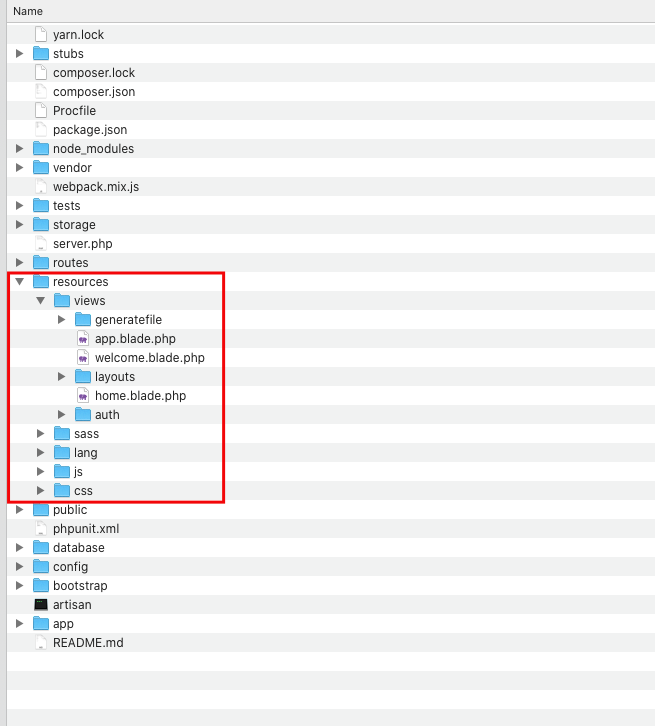 Name
yarn.lock
stubs
composer.lock
composer.json
Procfile
package.json
node_modules
vendor
webpack.mix.js
tests
storage
server.php
routes
resources
views
generatefile
app.blade.php
welcome.blade.php
layouts
home.blade.php
auth
sass
lang
js
css
public
phpunit.xml
database
config
bootstrap
artisan
app
README.md